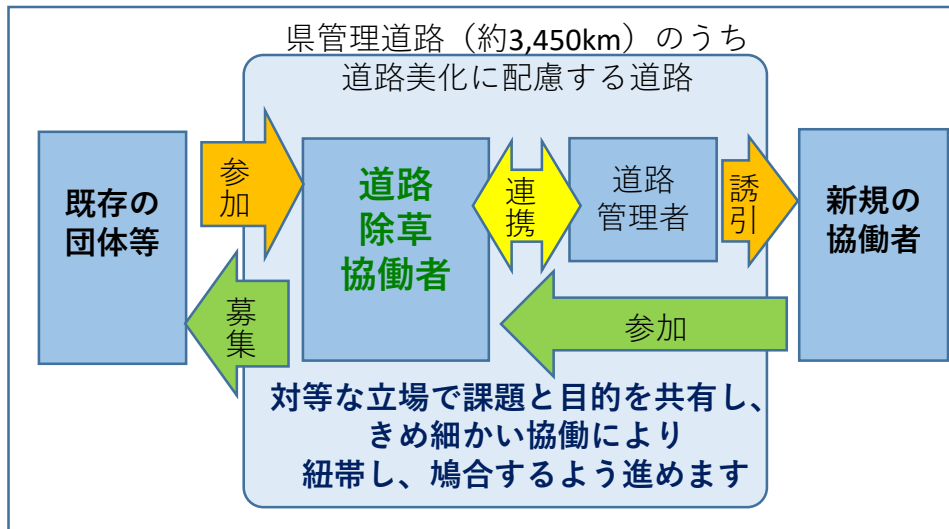 県管理道路（約3,450km）のうち
道路美化に配慮する道路
既存の
団体等
参加
募集
道路
除草
協働者
連携
道路
管理者
誘引
新規の
協働者
参加
対等な立場で課題と目的を共有し、
きめ細かい協働により
紐帯し、鳩合するよう進めます